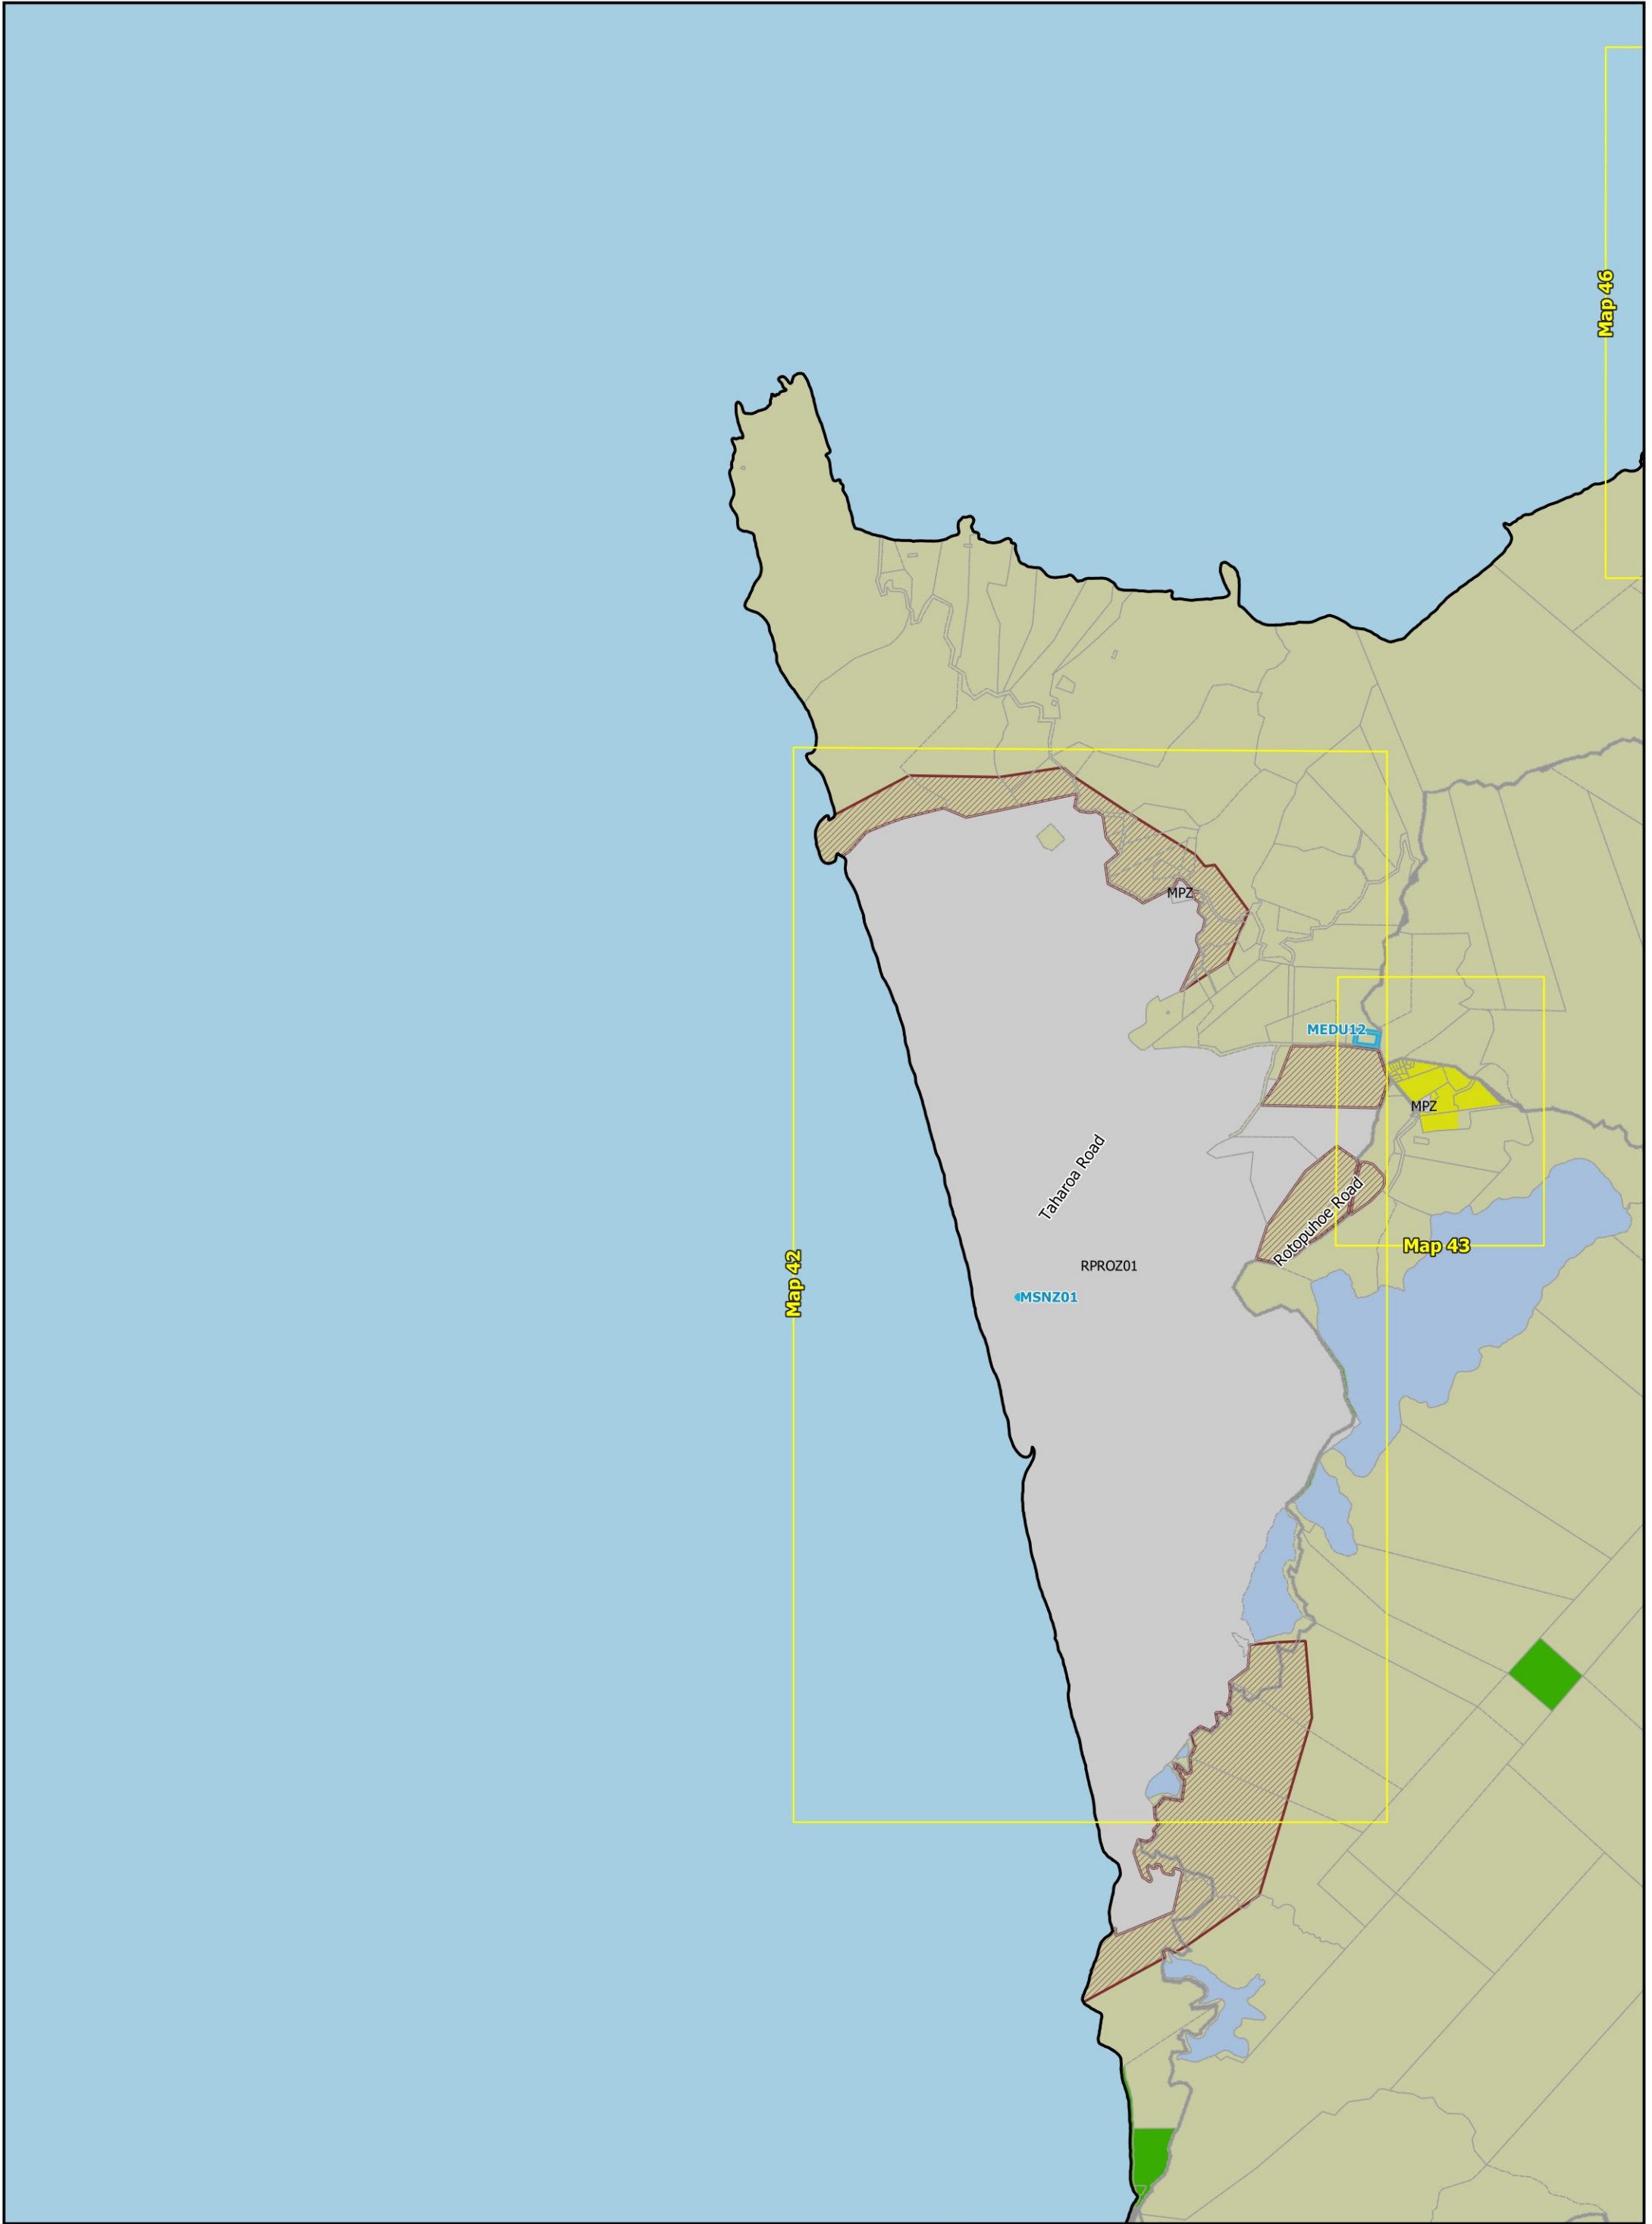 Map 46
MPZ
MEDU12
MPZ
Taharoa Road
Rotopuhoe Road
Map 43
Map 42
RPROZ01
MSNZ01